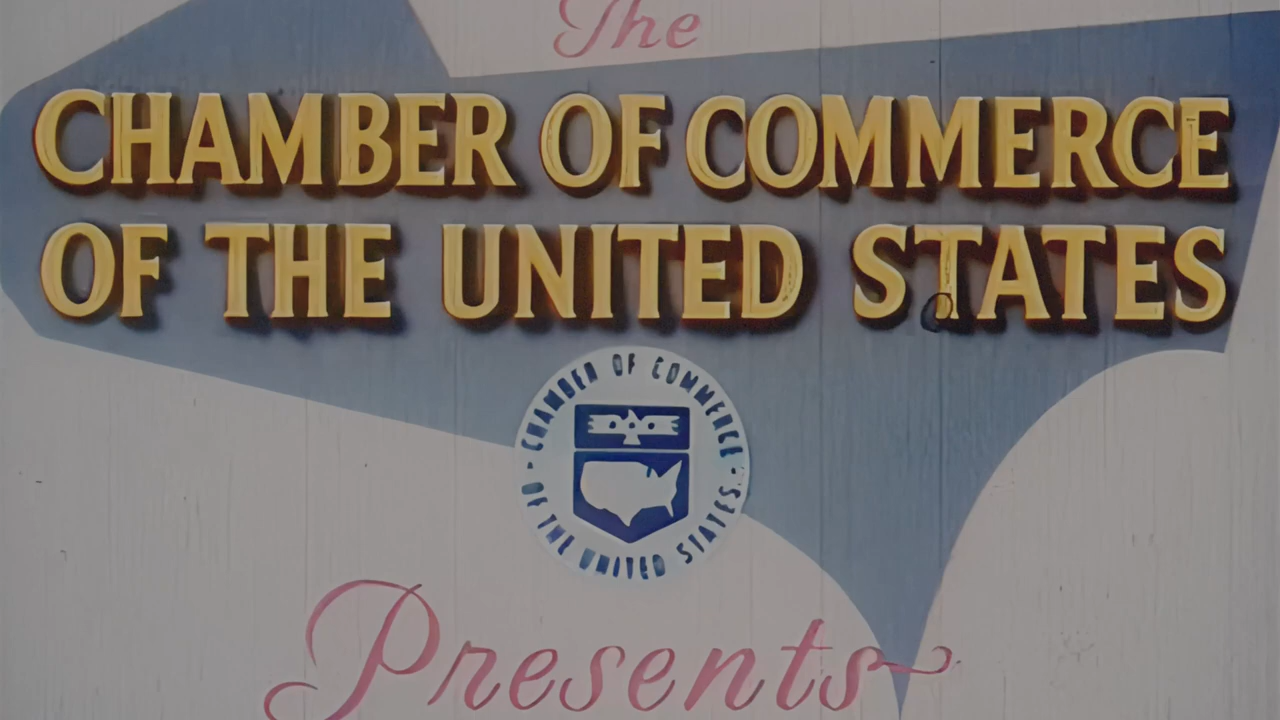 The
CHAMBER OF COMMERCE
OF THE UNITED STATES
CHAMBER OF COMMERCE
· OF THE UNITED STATES ·
Presents